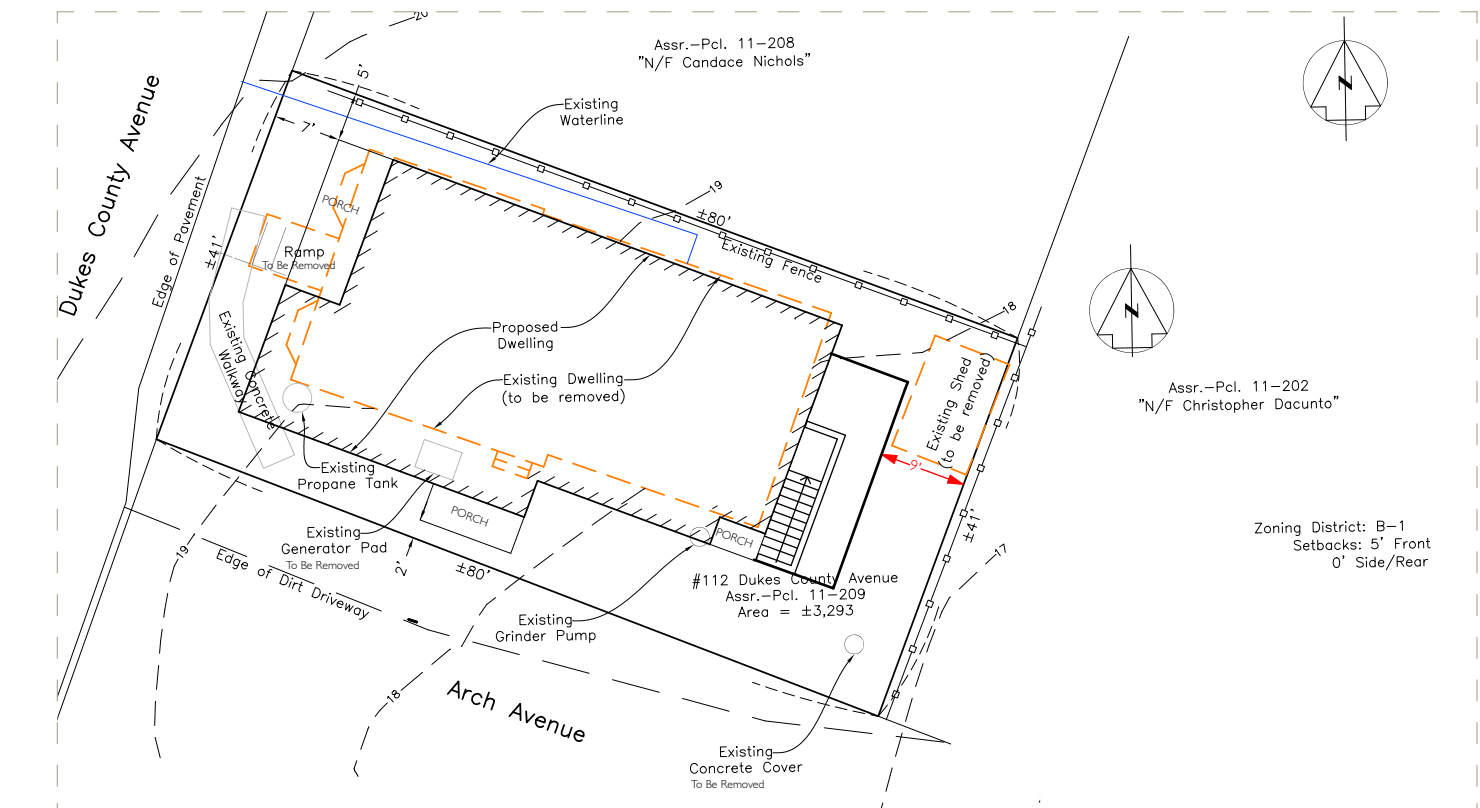 20
Assr.-Pcl. 11-208
"N/F Candace Nichols"
N
5'
7'
Existing
Waterline
Dukes County Avenue
Edge of Pavement
±41'
PORCH
Ramp
To Be Removed
19
±80'
Existing Fence
18
N
Existing Concrete
Walkway
Proposed
Dwelling
Existing Dwelling
(to be removed)
Existing Shed
(to be removed)
Assr.-Pcl. 11-202
"N/F Christopher Dacunto"
9'
Existing
Propane Tank
PORCH
PORCH
±41'
Zoning District: B-1
Setbacks: 5' Front
0' Side/Rear
Existing
Generator Pad
To Be Removed
19
Edge of Dirt Driveway
2'
±80'
17
#112 Dukes County Avenue
Assr.-Pcl. 11-209
Area = ±3,293
Existing
Grinder Pump
18
Arch Avenue
Existing
Concrete Cover
To Be Removed